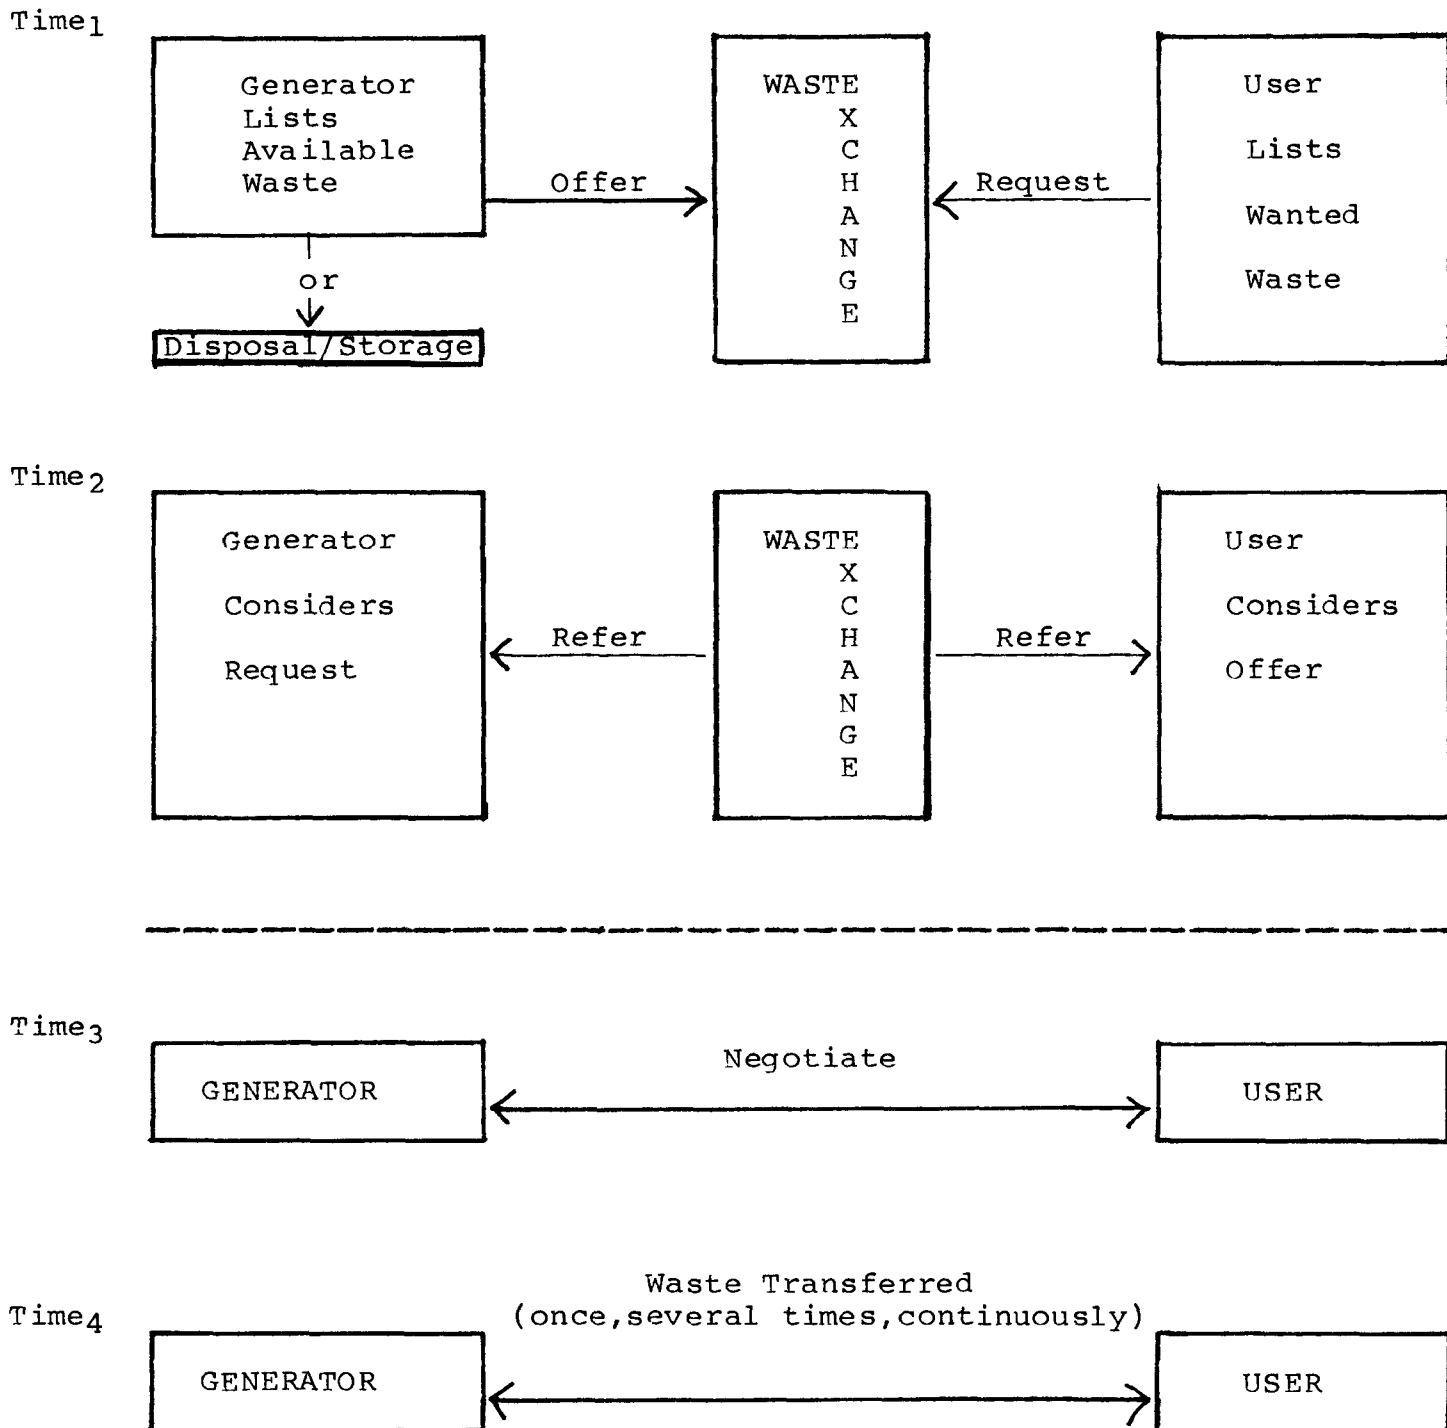 Time1
Generator
Lists
Available
Waste
Offer
WASTE
X
C
H
A
N
G
E
Request
User
Lists
Wanted
Waste
or
Disposal/Storage
Time2
Generator
Considers
Request
Refer
WASTE
X
C
H
A
N
G
E
Refer
User
Considers
Offer
Time3
GENERATOR
Negotiate
USER
Time4
Waste Transferred
(once,several times,continuously)
GENERATOR
USER